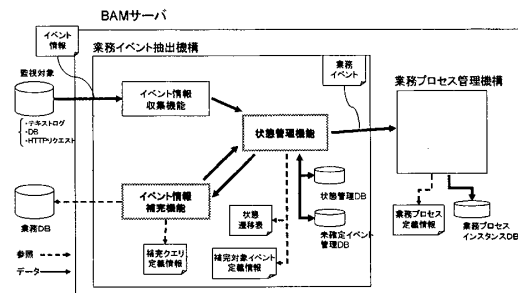 BAMサーバ
イベント
情報
業務イベント抽出機構
業務
イベント
業務プロセス管理機構
監視対象
イベント情報
収集機能
・テキストログ
・DB
・HTTPリクエスト
状態管理機能
イベント情報
補完機能
業務DB
状態管理DB
状態
遷移表
未確定イベント
管理DB
業務プロセス
定義情報
業務プロセス
インスタンスDB
補完クエリ
定義情報
補完対象イベント
定義情報
参照
データ